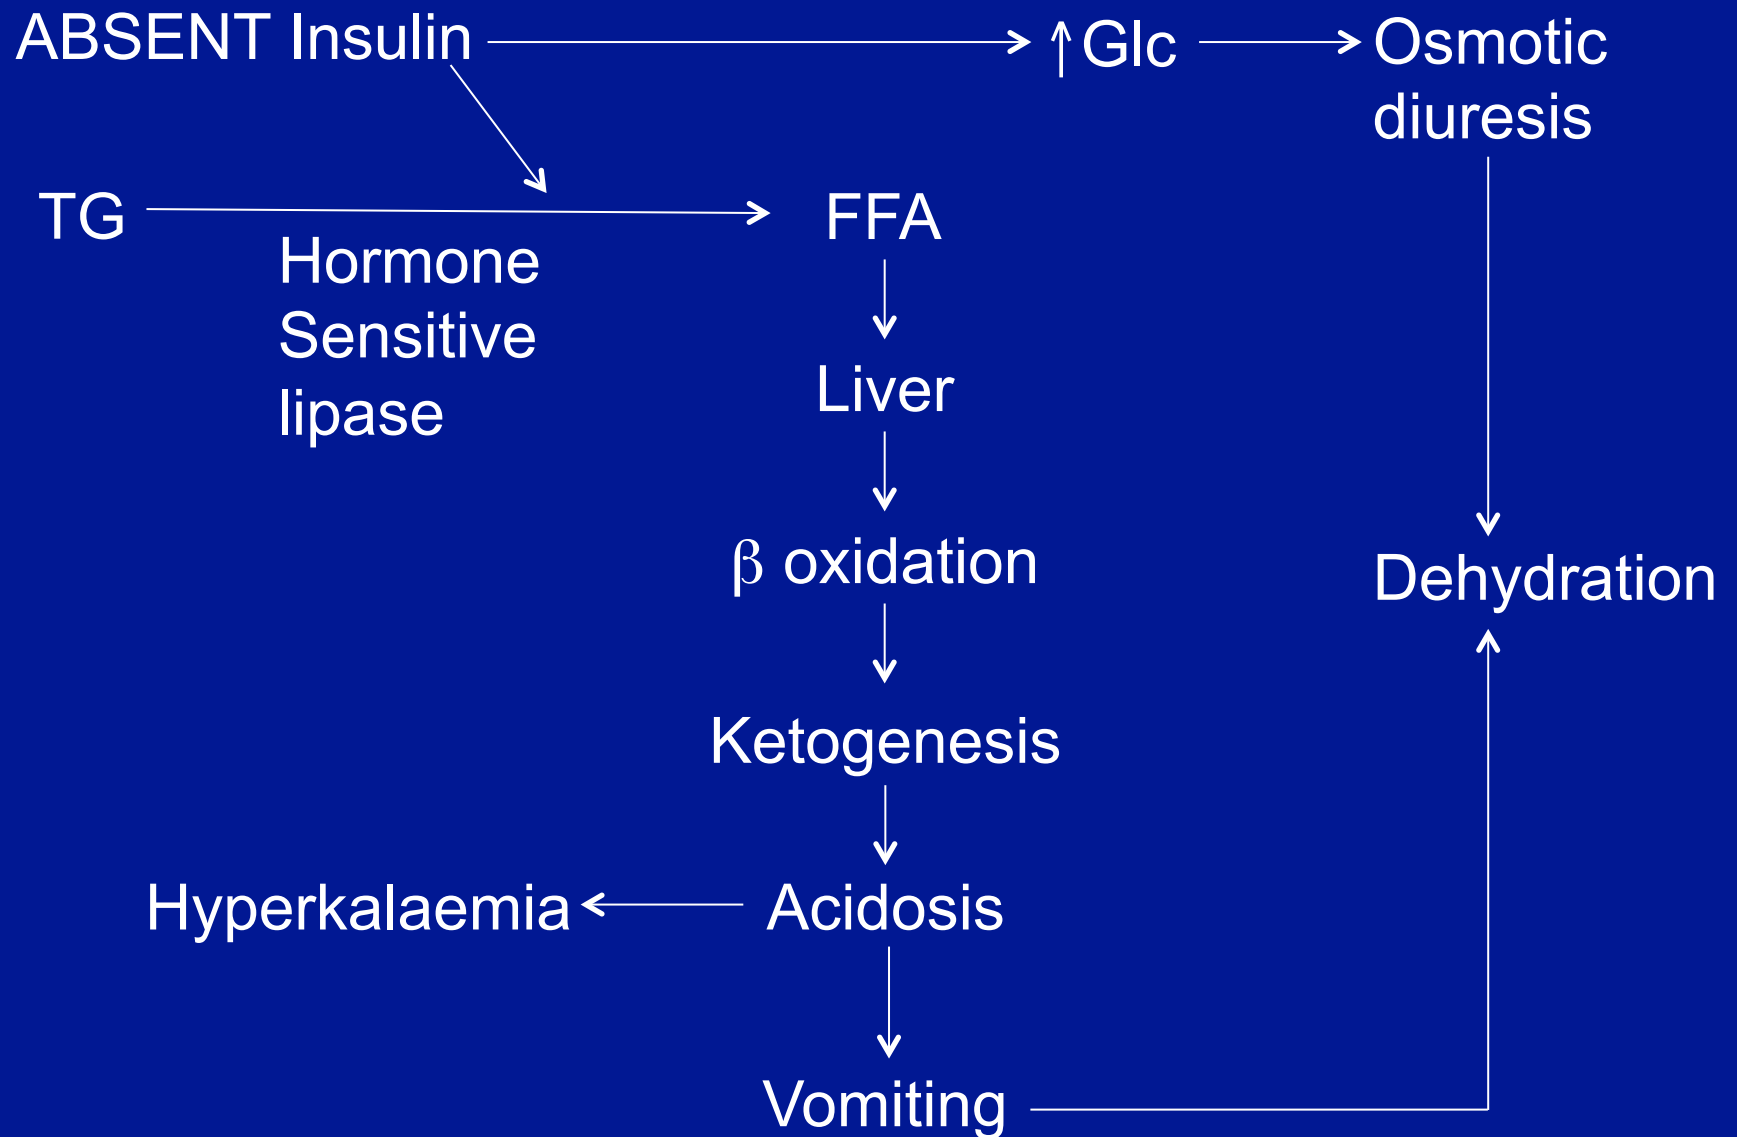 ABSENT Insulin
↑Glc
Osmotic
diuresis
TG
FFA
Hormone
Sensitive
lipase
Liver
β oxidation
Dehydration
Ketogenesis
Hyperkalaemia
Acidosis
Vomiting